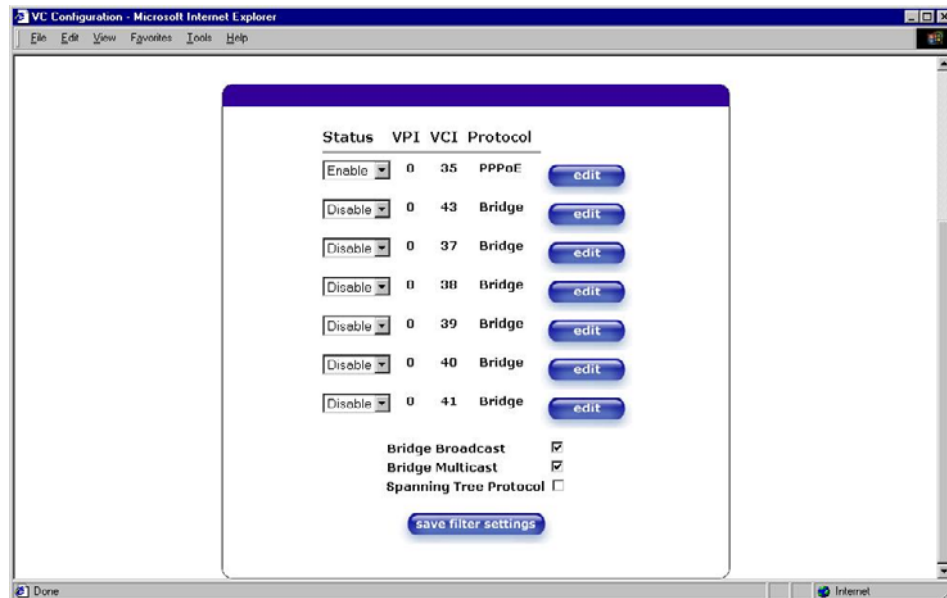 VC Configuration - Microsoft Internet Explorer
File Edit View Favorites Tools Help
Status VPI VCI Protocol
Enable 0 35 PPPoE edit
Disable 0 43 Bridge edit
Disable 0 37 Bridge edit
Disable 0 38 Bridge edit
Disable 0 39 Bridge edit
Disable 0 40 Bridge edit
Disable 0 41 Bridge edit
Bridge Broadcast
Bridge Multicast
Spanning Tree Protocol
save filter settings
Done Internet